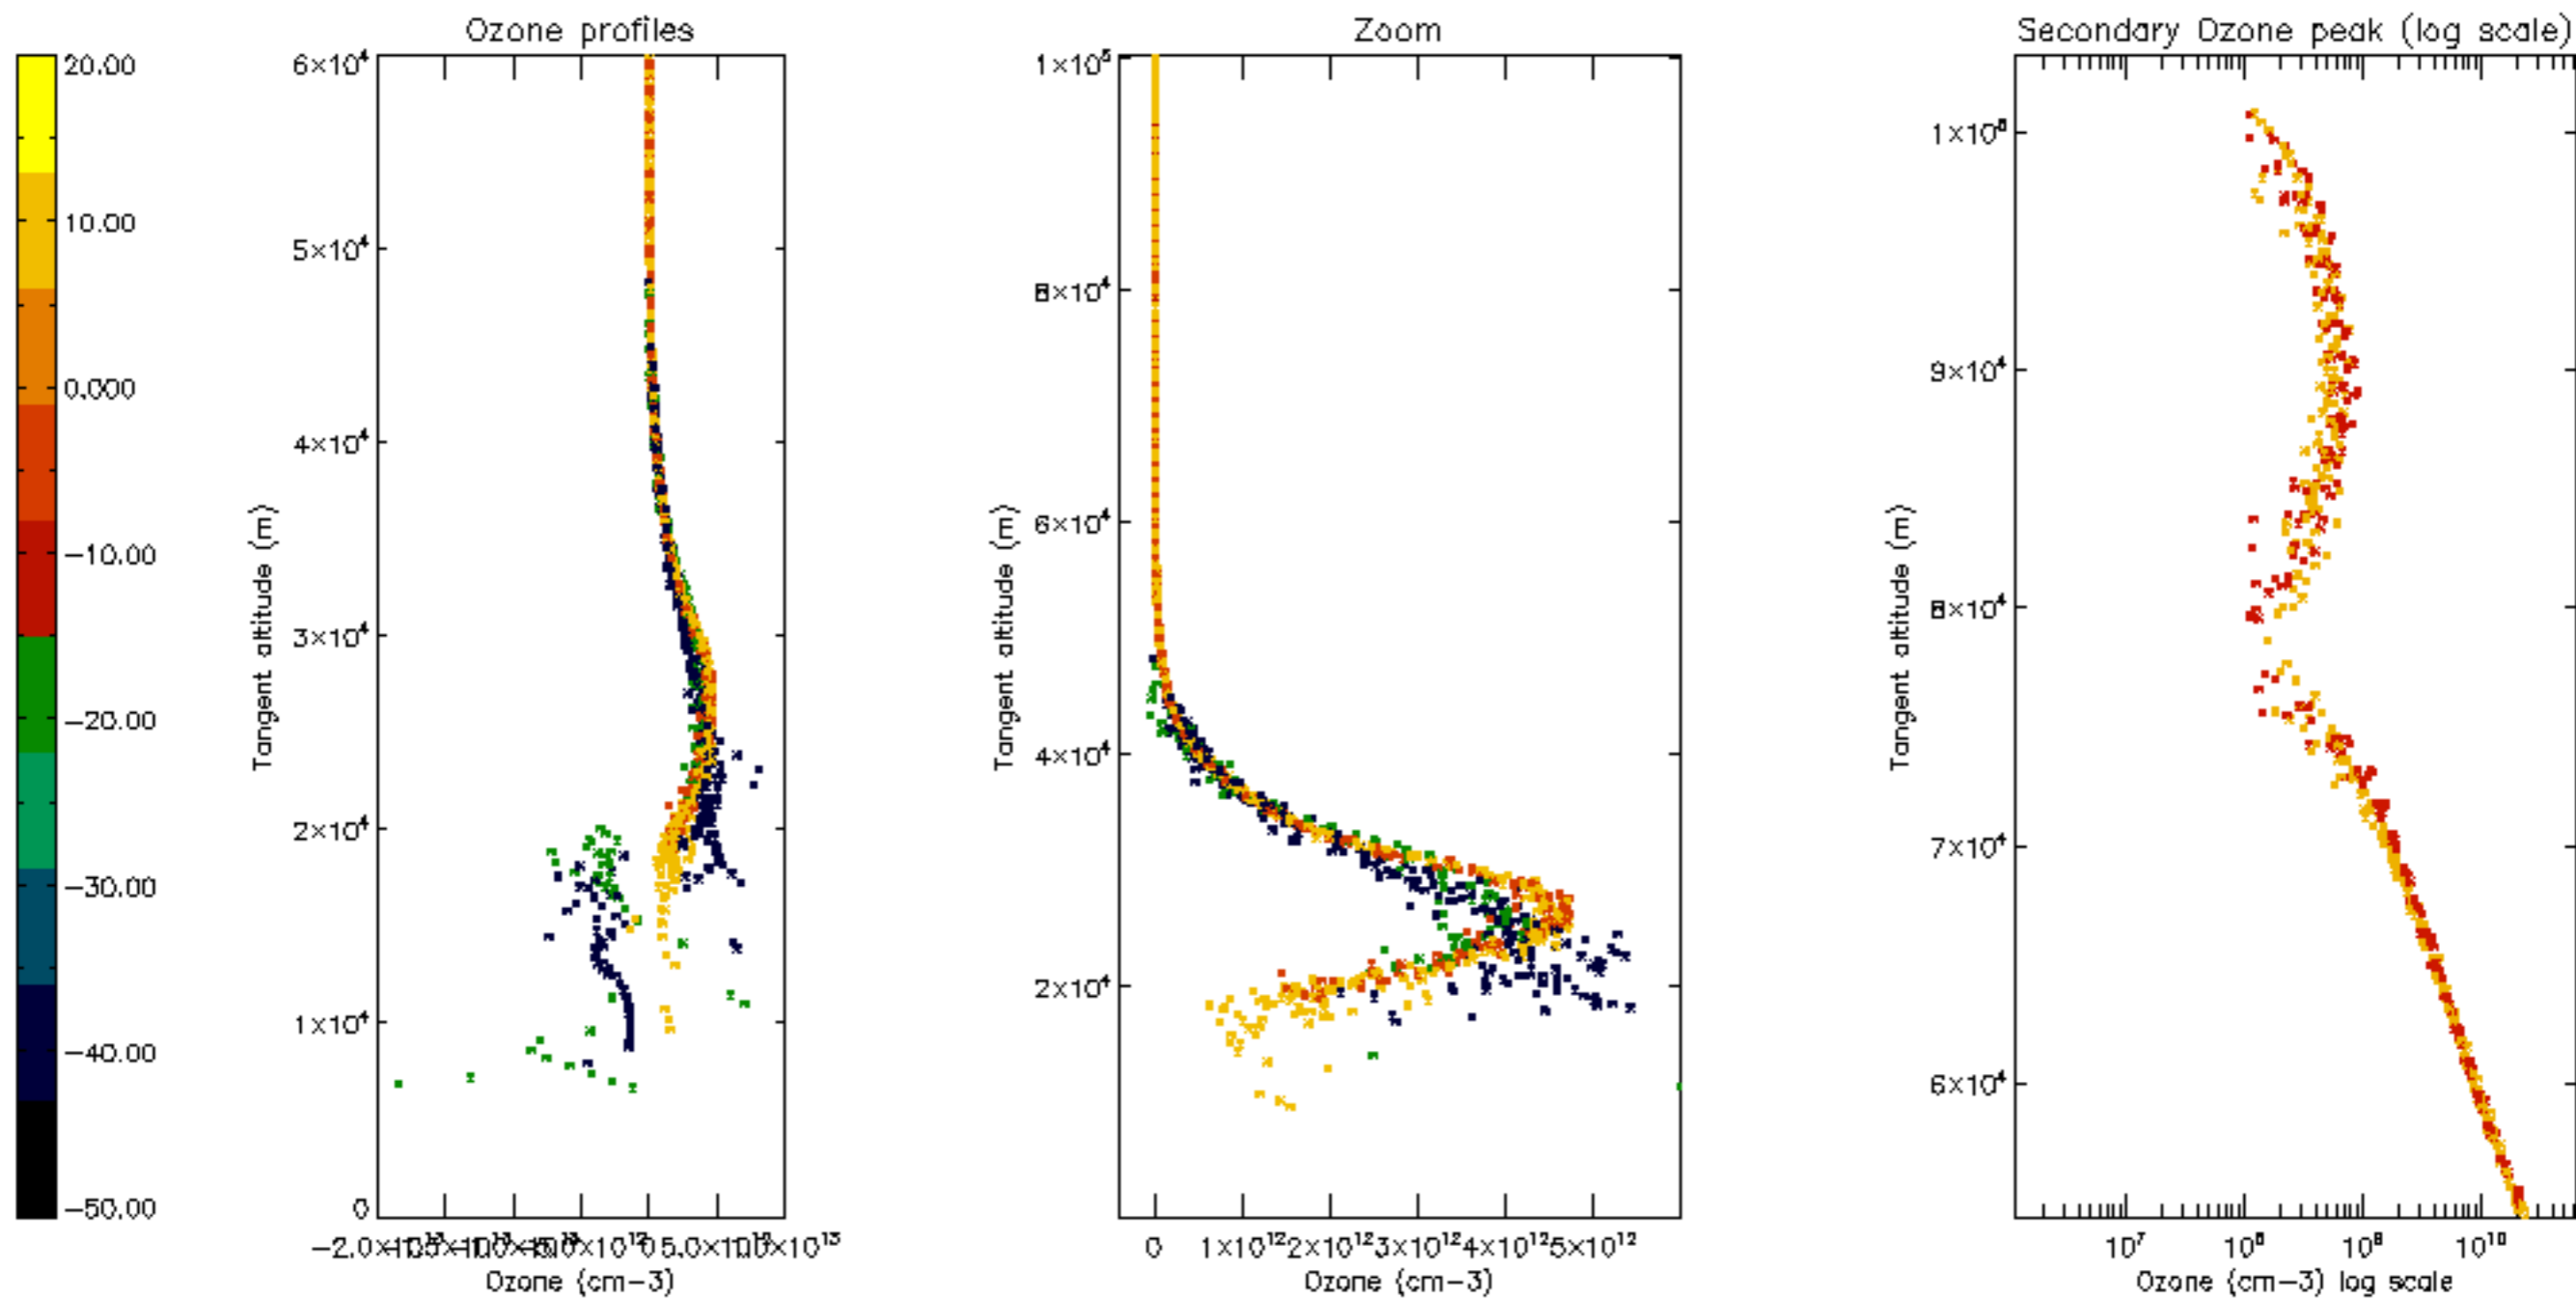 Ozone profiles
Zoom
Secondary Ozone peak (log scale)
20.00
10.00
0.000
-10.00
-20.00
-30.00
-40.00
-50.00
Tangent altitude (m)
6×10⁴
5×10⁴
4×10⁴
3×10⁴
2×10⁴
1×10⁴
0
Ozone (cm-3)
Tangent altitude (m)
1×10⁵
8×10⁴
6×10⁴
4×10⁴
2×10⁴
0 1×10¹² 2×10¹² 3×10¹² 4×10¹² 5×10¹²
Ozone (cm-3)
Tangent altitude (m)
9×10⁴
8×10⁴
7×10⁴
6×10⁴
10⁷ 10⁸ 10⁹ 10¹⁰
Ozone (cm-3) log scale